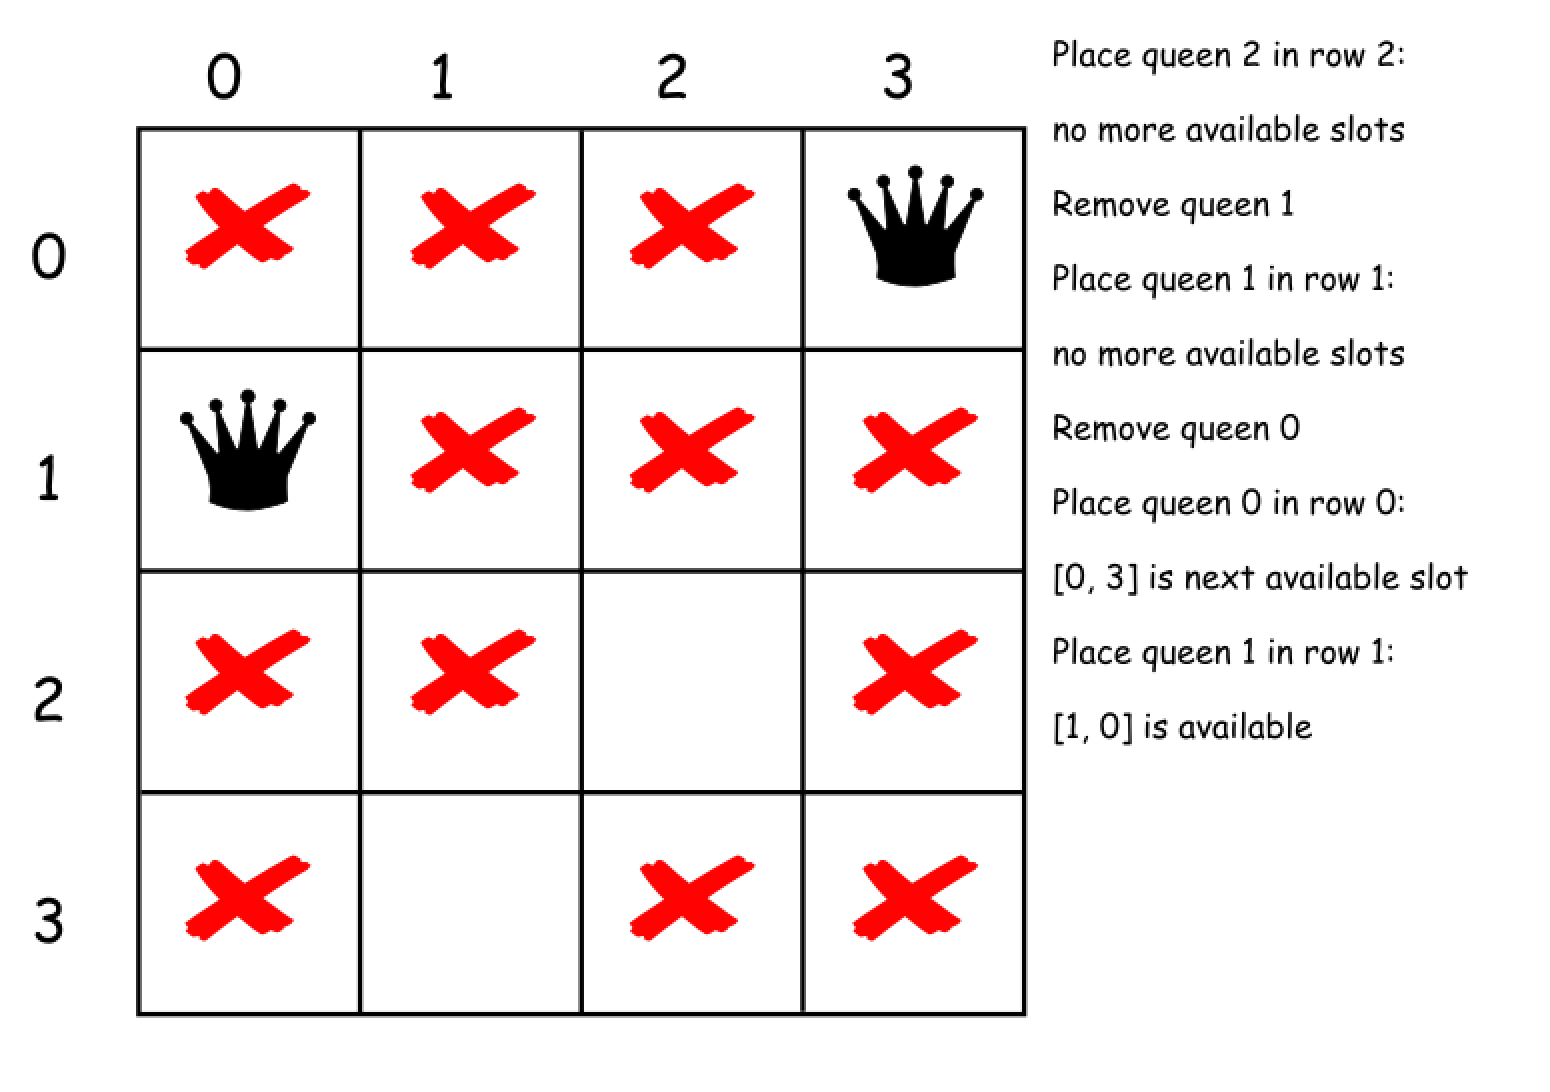 0 1 2 3
0
1
2
3
Place queen 2 in row 2:
no more available slots
Remove queen 1
Place queen 1 in row 1:
no more available slots
Remove queen 0
Place queen 0 in row 0:
[0, 3] is next available slot
Place queen 1 in row 1:
[1, 0] is available